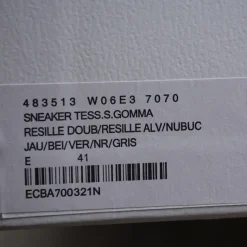 483513 W06E3 7070
SNEAKER TESS.S.GOMMA
RESILLE DOUB/RESILLE ALV/NUBUC
JAU/BEI/VER/NR/GRIS
E 41
ECBA700321N